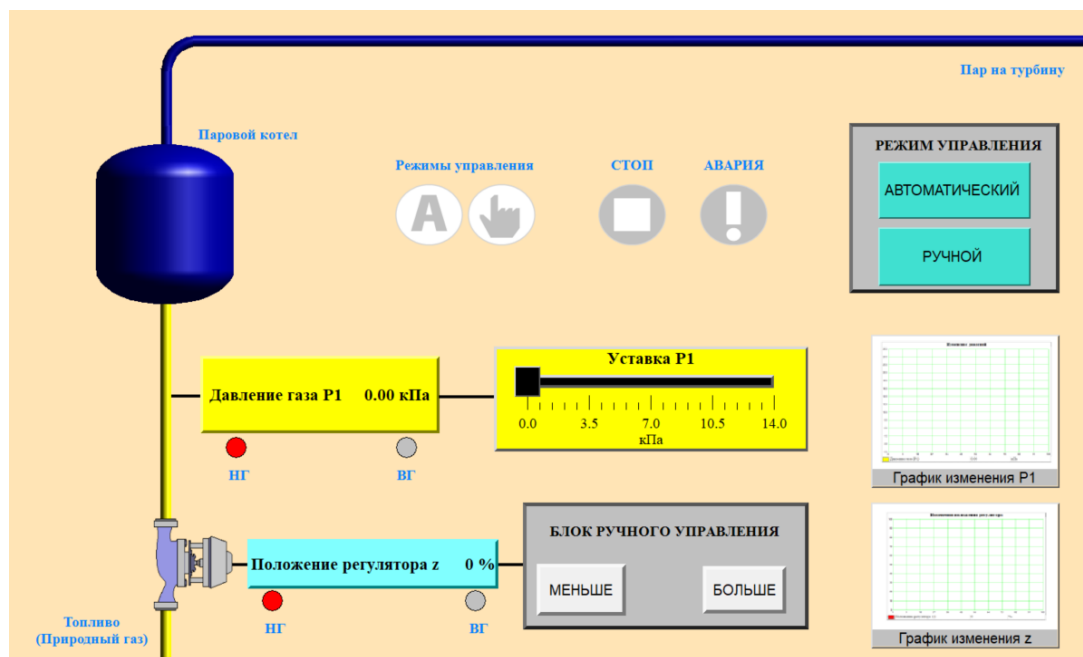 Пар на турбину
Паровой котел
РЕЖИМ УПРАВЛЕНИЯ
Режимы управления
СТОП
АВАРИЯ
АВТОМАТИЧЕСКИЙ
A
РУЧНОЙ
Уставка P1
Давление газа P1 0.00 кПа
0.0 3.5 7.0 10.5 14.0
кПа
НГ
ВГ
График изменения P1
БЛОК РУЧНОГО УПРАВЛЕНИЯ
Положение регулятора z 0 %
МЕНЬШЕ
БОЛЬШЕ
НГ
ВГ
Топливо
(Природный газ)
График изменения z